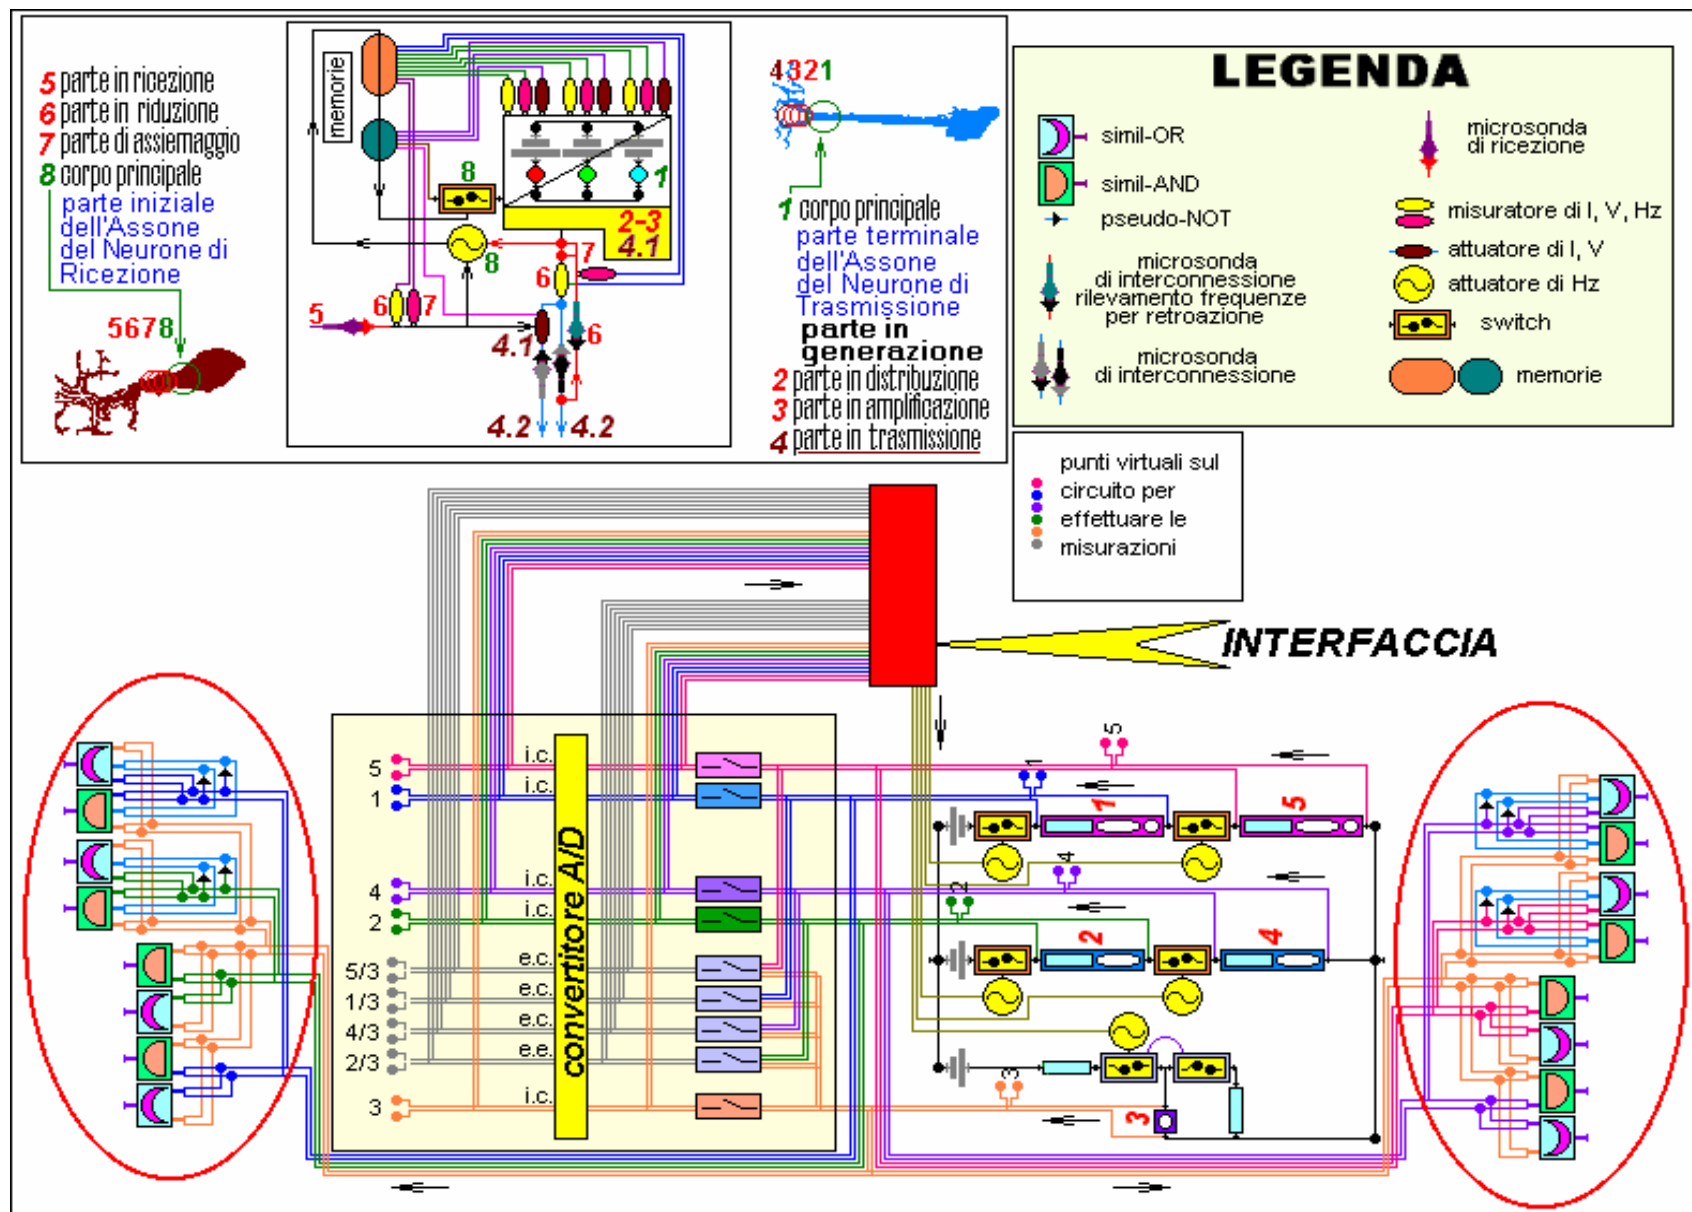 5 parte in ricezione
6 parte in riduzione
7 parte di assiemaggio
8 corpo principale
parte iniziale
dell'Assone
del Neurone di
Ricezione
5678
memorie
8
1
2-3
4.1
8
7
6
5
6
7
4.1
6
4.2
4.2
4321
1 corpo principale
parte terminale
dell'Assone
del Neurone di
Trasmissione
parte in
generazione
2 parte in distribuzione
3 parte in amplificazione
4 parte in trasmissione
LEGENDA
simil-OR
simil-AND
pseudo-NOT
microsonda
di interconnessione
rilevamento frequenze
per retroazione
microsonda
di interconnessione
microsonda
di ricezione
misuratore di I, V, Hz
attuatore di I, V
attuatore di Hz
switch
memorie
punti virtuali sul
circuito per
effettuare le
misurazioni
INTERFACCIA
convertitore A/D
5 i.c.
1 i.c.
4 i.c.
2 i.c.
5/3 e.c.
1/3 e.c.
4/3 e.c.
2/3 e.e.
3 i.c.
5
1
1
5
4
2
2
4
3
3